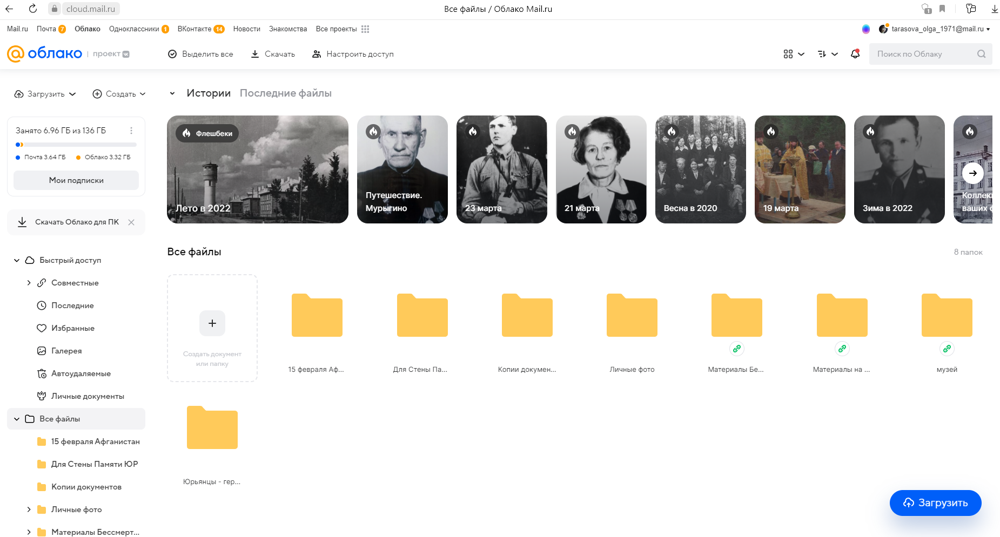 cloud.mail.ru
Все файлы / Облако Mail.ru
1
Mail.ru Почта 7 Облако Одноклассники 1 ВКонтакте 14 Новости Знакомства Все проекты
tarasova_olga_1971@mail.ru
@облако | проект
Выделить все Скачать Настроить доступ
Поиск по Облаку
Загрузить Создать
Занято 6.96 ГБ из 136 ГБ
Почта 3.64 ГБ Облако 3.32 ГБ
Мои подписки
Скачать Облако для ПК
Быстрый доступ
Совместные
Последние
Избранные
Галерея
Автоудаляемые
Личные документы
Все файлы
15 февраля Афганистан
Для Стены Памяти ЮР
Копии документов
Личные фото
Материалы Бессмерт...
Истории Последние файлы
Флешбеки
Лето в 2022
Путешествие.
Мурыгино
23 марта
21 марта
Весна в 2020
19 марта
Зима в 2022
Коллек
ваших ф
Все файлы
8 папок
Создать документ
или папку
15 февраля Аф...
Для Стены Па...
Копии докумен...
Личные фото
Материалы Бе...
Материалы на ...
музей
Юрьянцы - гер...
Загрузить